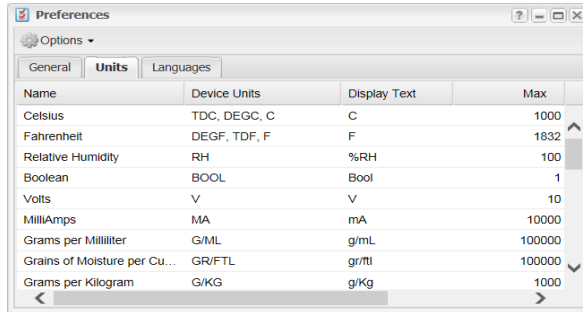 Preferences
Options
General Units Languages
Name Device Units Display Text Max
Celsius TDC, DEGC, C C 1000
Fahrenheit DEGF, TDF, F F 1832
Relative Humidity RH %RH 100
Boolean BOOL Bool 1
Volts V V 10
MilliAmps MA mA 10000
Grams per Milliliter G/ML g/mL 100000
Grains of Moisture per Cu... GR/FTL gr/ftl 100000
Grams per Kilogram G/KG g/Kg 1000